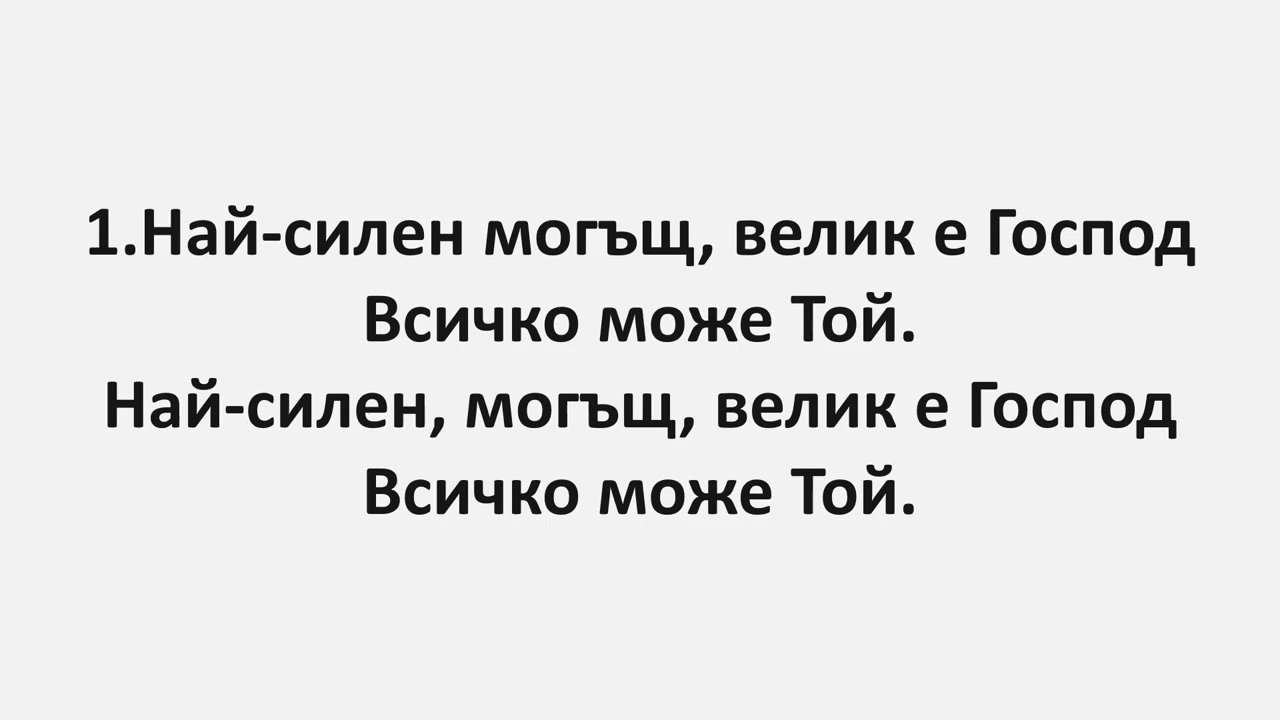 1.Най-силен могъщ, велик е Господ
Всичко може Той.
Най-силен, могъщ, велик е Господ
Всичко може Той.